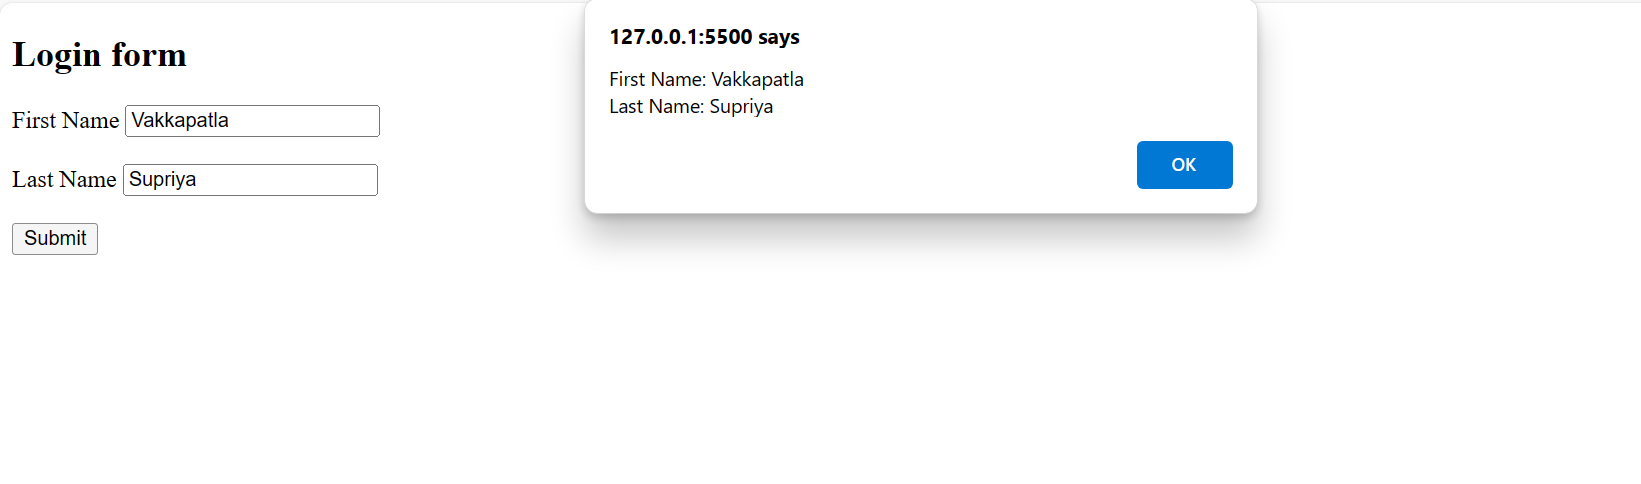 Login form
First Name Vakkapatla
Last Name Supriya
Submit
127.0.0.1:5500 says
First Name: Vakkapatla
Last Name: Supriya
OK